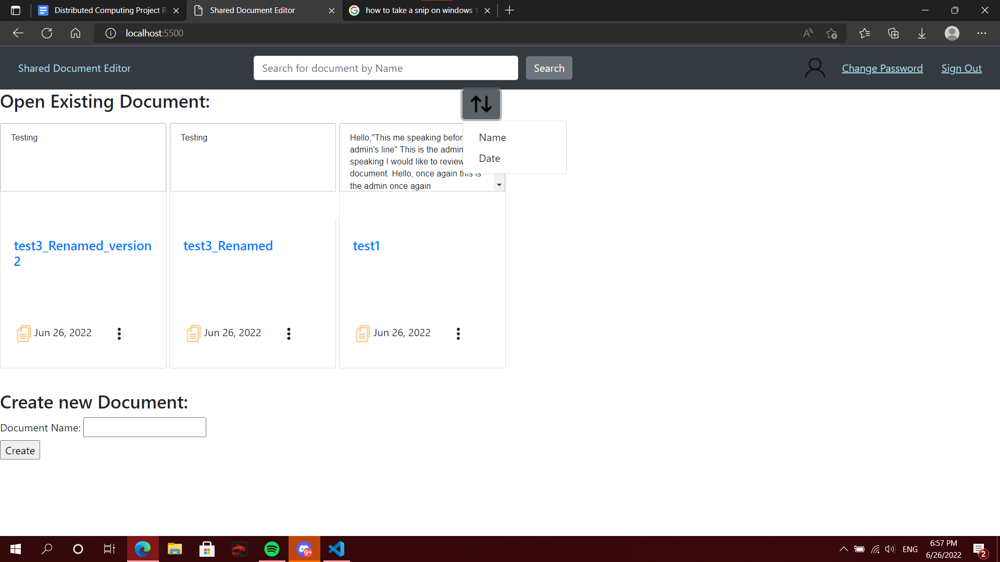 Distributed Computing Project R
Shared Document Editor
how to take a snip on windows 1
localhost:5500
Shared Document Editor
Search for document by Name
Search
Change Password
Sign Out
Open Existing Document:
Name
Date
Testing
Testing
Hello,"This me speaking befor
admin's line" This is the admin
speaking I would like to review
document. Hello, once again this is
the admin once again
test3_Renamed_version
2
test3_Renamed
test1
Jun 26, 2022
Jun 26, 2022
Jun 26, 2022
Create new Document:
Document Name:
Create
9+
ENG
6:57 PM
6/26/2022
2